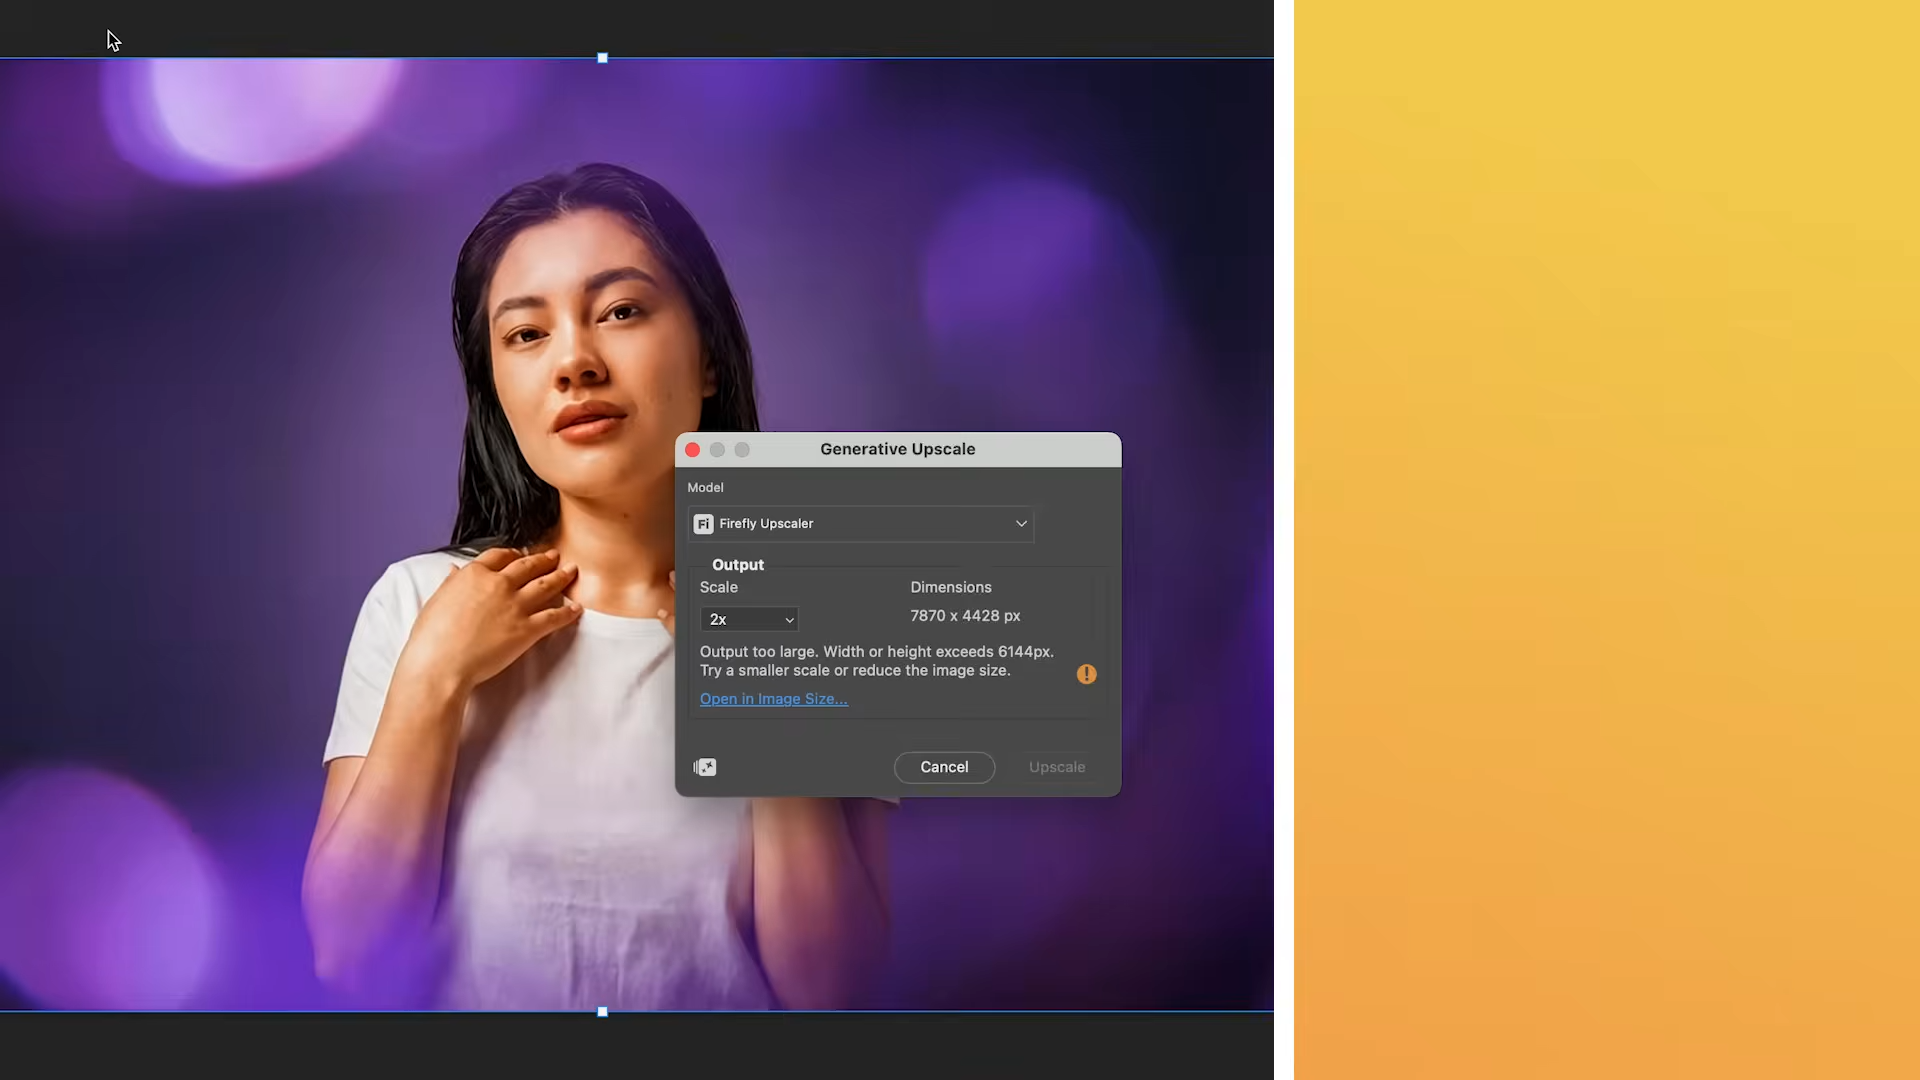 Generative Upscale
Model
Fi Firefly Upscaler
Output
Scale
Dimensions
2x
7870 x 4428 px
Output too large. Width or height exceeds 6144px.
Try a smaller scale or reduce the image size.
Open in Image Size...
Cancel
Upscale